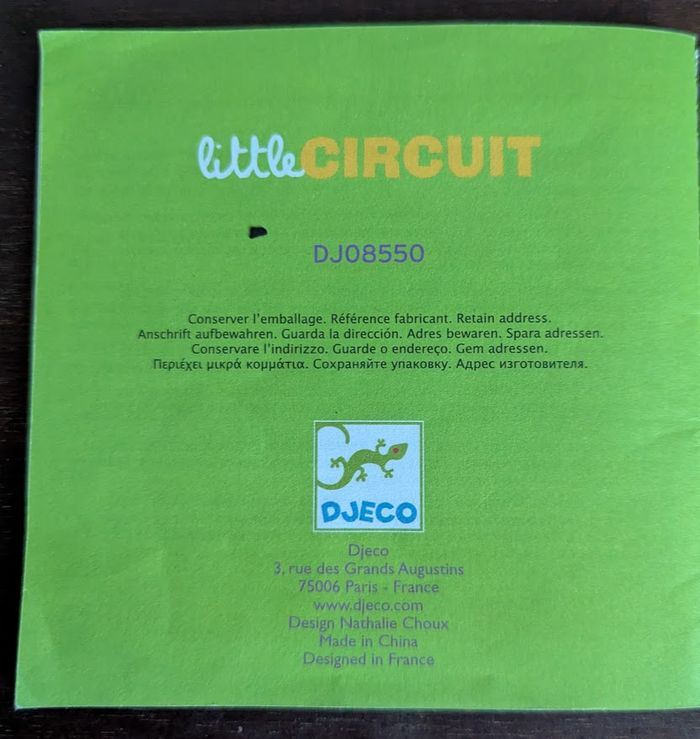 little CIRCUIT
DJ08550
Conserver l'emballage. Référence fabricant. Retain address.
Anschrift aufbewahren. Guarda la dirección. Adres bewaren. Spara adressen.
Conservare l'indirizzo. Guarde o endereço. Gem adressen.
Περιέχει μικρά κομμάτια. Сохраняйте упаковку. Адрес изготовителя.
DJECO
Djeco
3, rue des Grands Augustins
75006 Paris - France
www.djeco.com
Design Nathalie Choux
Made in China
Designed in France